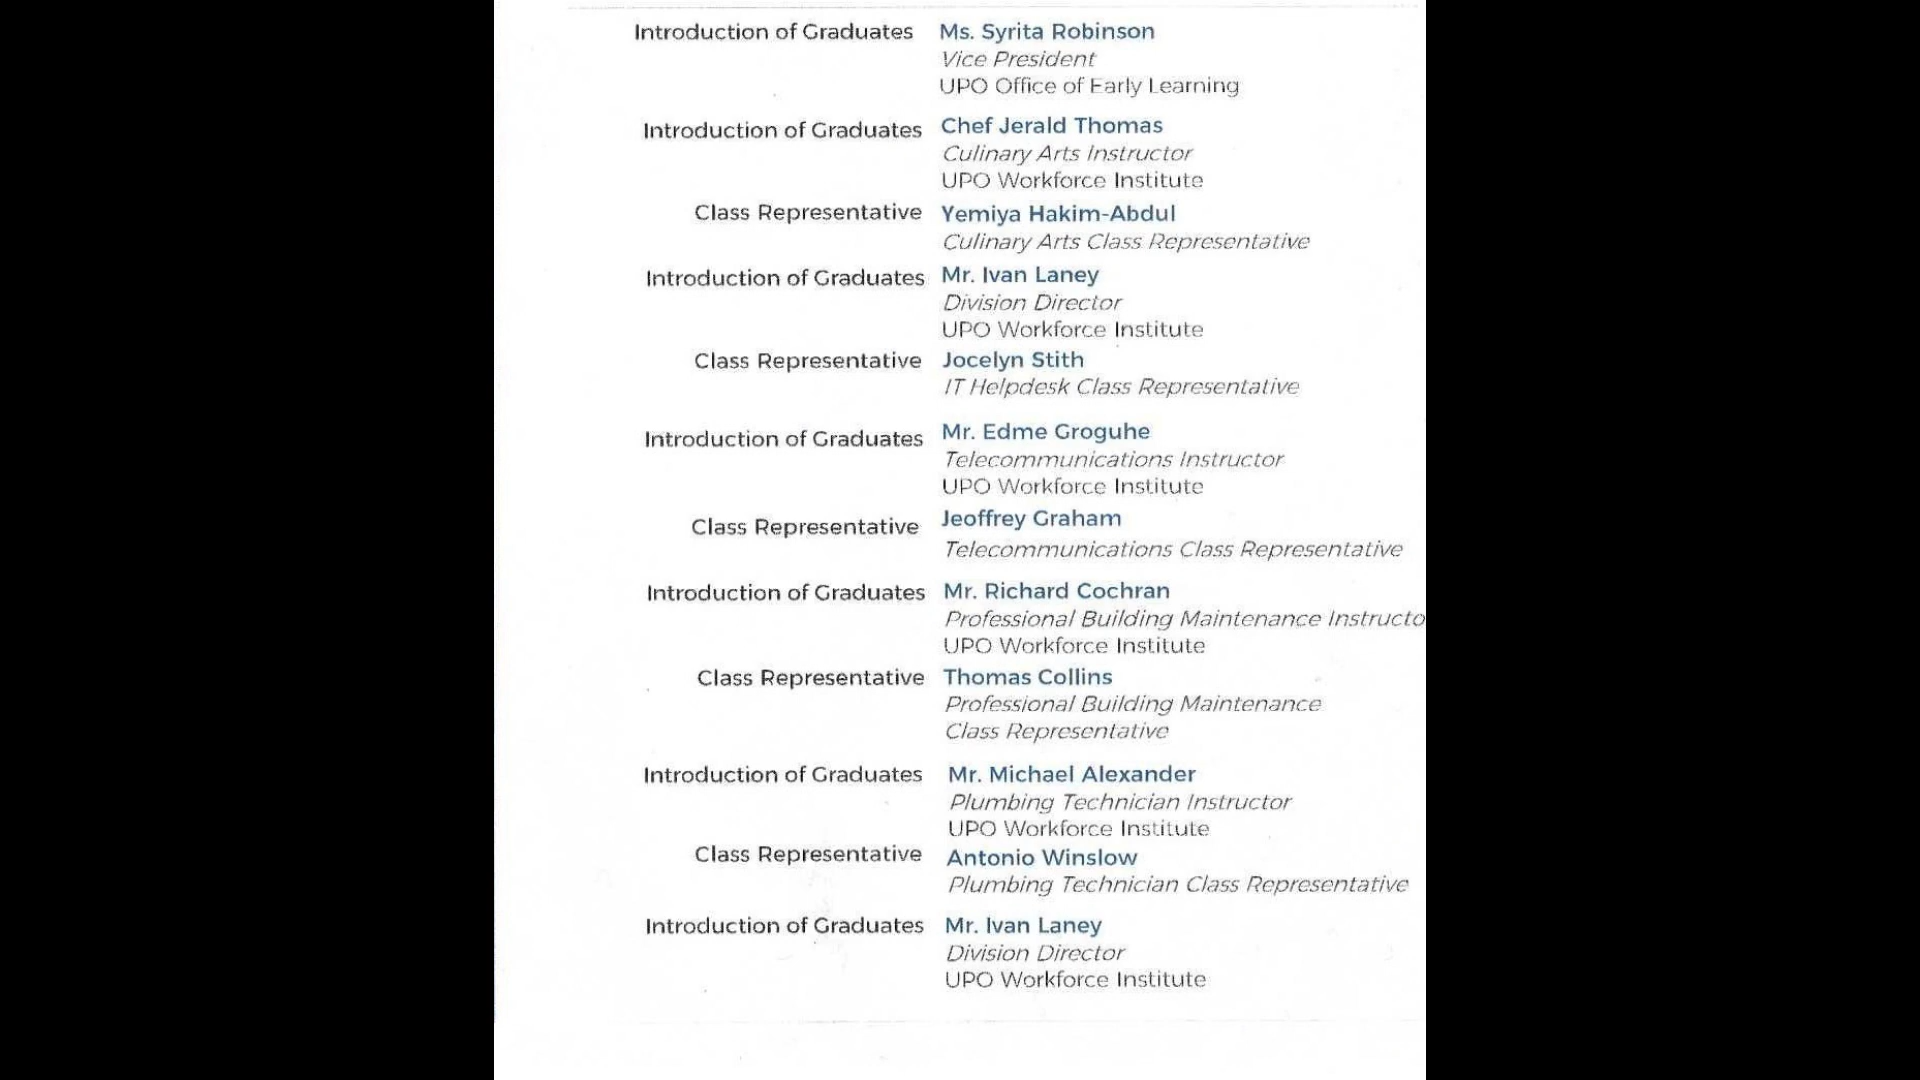 Introduction of Graduates Ms. Syrita Robinson
Vice President
UPO Office of Early Learning
Introduction of Graduates Chef Jerald Thomas
Culinary Arts Instructor
UPO Workforce Institute
Class Representative Yemiya Hakim-Abdul
Culinary Arts Class Representative
Introduction of Graduates Mr. Ivan Laney
Division Director
UPO Workforce Institute
Class Representative Jocelyn Stith
IT Helpdesk Class Representative
Introduction of Graduates Mr. Edme Groguhe
Telecommunications Instructor
UPO Workforce Institute
Class Representative Jeoffrey Graham
Telecommunications Class Representative
Introduction of Graduates Mr. Richard Cochran
Professional Building Maintenance Instructo
UPO Workforce Institute
Class Representative Thomas Collins
Professional Building Maintenance
Class Representative
Introduction of Graduates Mr. Michael Alexander
Plumbing Technician Instructor
UPO Workforce Institute
Class Representative Antonio Winslow
Plumbing Technician Class Representative
Introduction of Graduates Mr. Ivan Laney
Division Director
UPO Workforce Institute